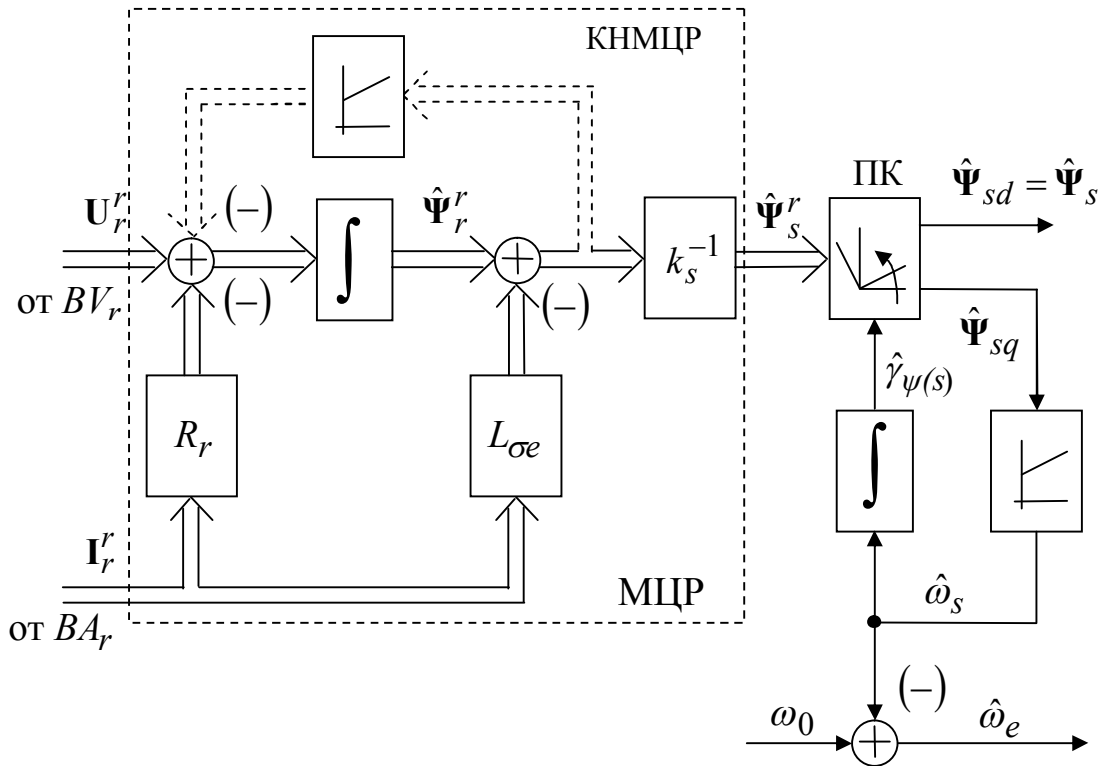 КНМЦР
ПК
Ψ̂_sd = Ψ̂_s
U_r^r
(–)
Ψ̂_r^r
Ψ̂_s^r
+
∫
+
k_s^{–1}
от BV_r
(–)
(–)
Ψ̂_sq
γ̂_ψ(s)
R_r
L_σe
∫
I_r^r
МЦР
ω̂_s
от BA_r
(–)
ω_0
+
ω̂_e